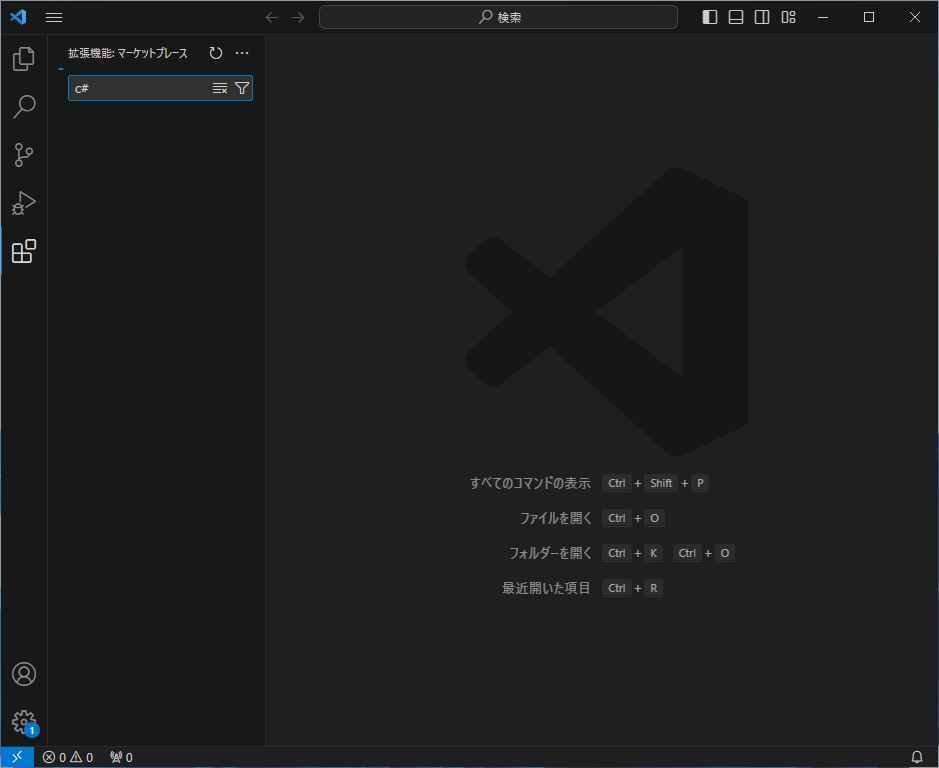 検索
拡張機能: マーケットプレース
c#
すべてのコマンドの表示 Ctrl + Shift + P
ファイルを開く Ctrl + O
フォルダーを開く Ctrl + K Ctrl + O
最近開いた項目 Ctrl + R
1
0 0 0